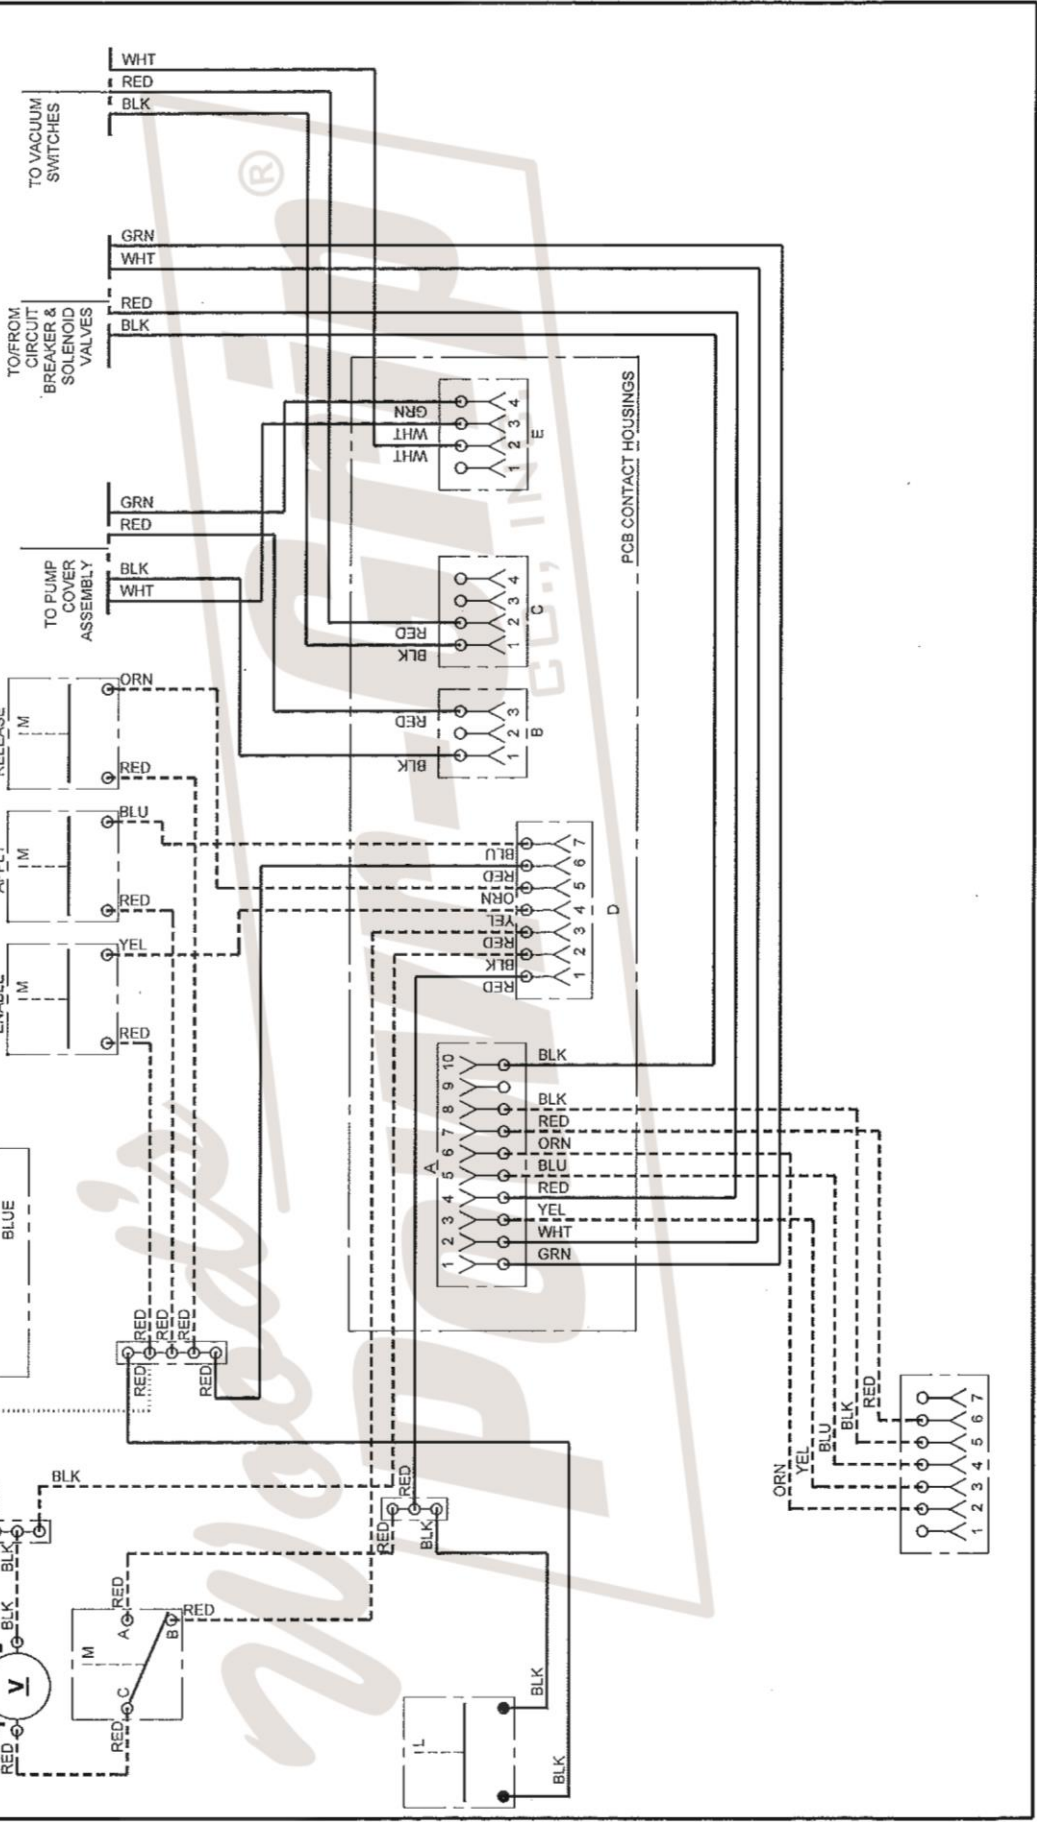 WHT
RED
BLK
TO VACUUM
SWITCHES
GRN
WHT
RED
BLK
TO/FROM
CIRCUIT
BREAKER &
SOLENOID
VALVES
GRN
RED
BLK
WHT
TO PUMP
COVER
ASSEMBLY
GRN
WHT
WHT
4
3
2
1
E
PCB CONTACT HOUSINGS
RED
BLK
4
3
2
1
C
RED
BLK
3
2
1
B
ORN
M
RED
BLU
M
RED
YEL
M
RED
BLU
RED
ORN
YEL
RED
BLK
RED
7
6
5
4
3
2
1
D
A
10
9
8
7
6
5
4
3
2
1
BLK
BLK
RED
ORN
BLU
RED
YEL
WHT
GRN
BLUE
RED
RED
RED
RED
RED
BLK
BLK
BLK
RED
V
M
RED
A
B
RED
C
RED
RED
RED
BLK
L
BLK
BLK
ORN
YEL
BLU
BLK
RED
7
6
5
4
3
2
1
Wood's
Powr-Grip
®
CO., INC.